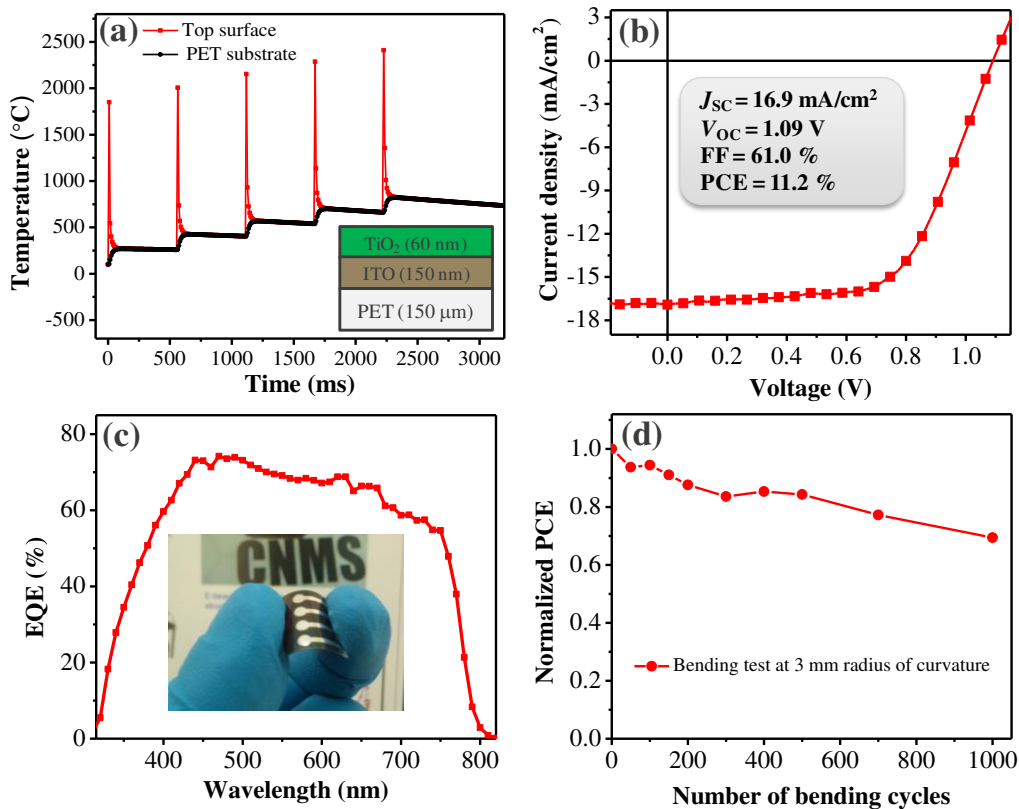 (a)
Top surface
PET substrate
2500
2000
1500
1000
500
0
-500
Temperature (°C)
TiO₂ (60 nm)
ITO (150 nm)
PET (150 μm)
0 500 1000 1500 2000 2500 3000
Time (ms)
(b)
3
0
-3
-6
-9
-12
-15
-18
Current density (mA/cm²)
J_SC = 16.9 mA/cm²
V_OC = 1.09 V
FF = 61.0 %
PCE = 11.2 %
0.0 0.2 0.4 0.6 0.8 1.0
Voltage (V)
(c)
80
60
40
20
0
EQE (%)
CNMS
400 500 600 700 800
Wavelength (nm)
(d)
1.0
0.8
0.6
0.4
0.2
0.0
Normalized PCE
Bending test at 3 mm radius of curvature
0 200 400 600 800 1000
Number of bending cycles